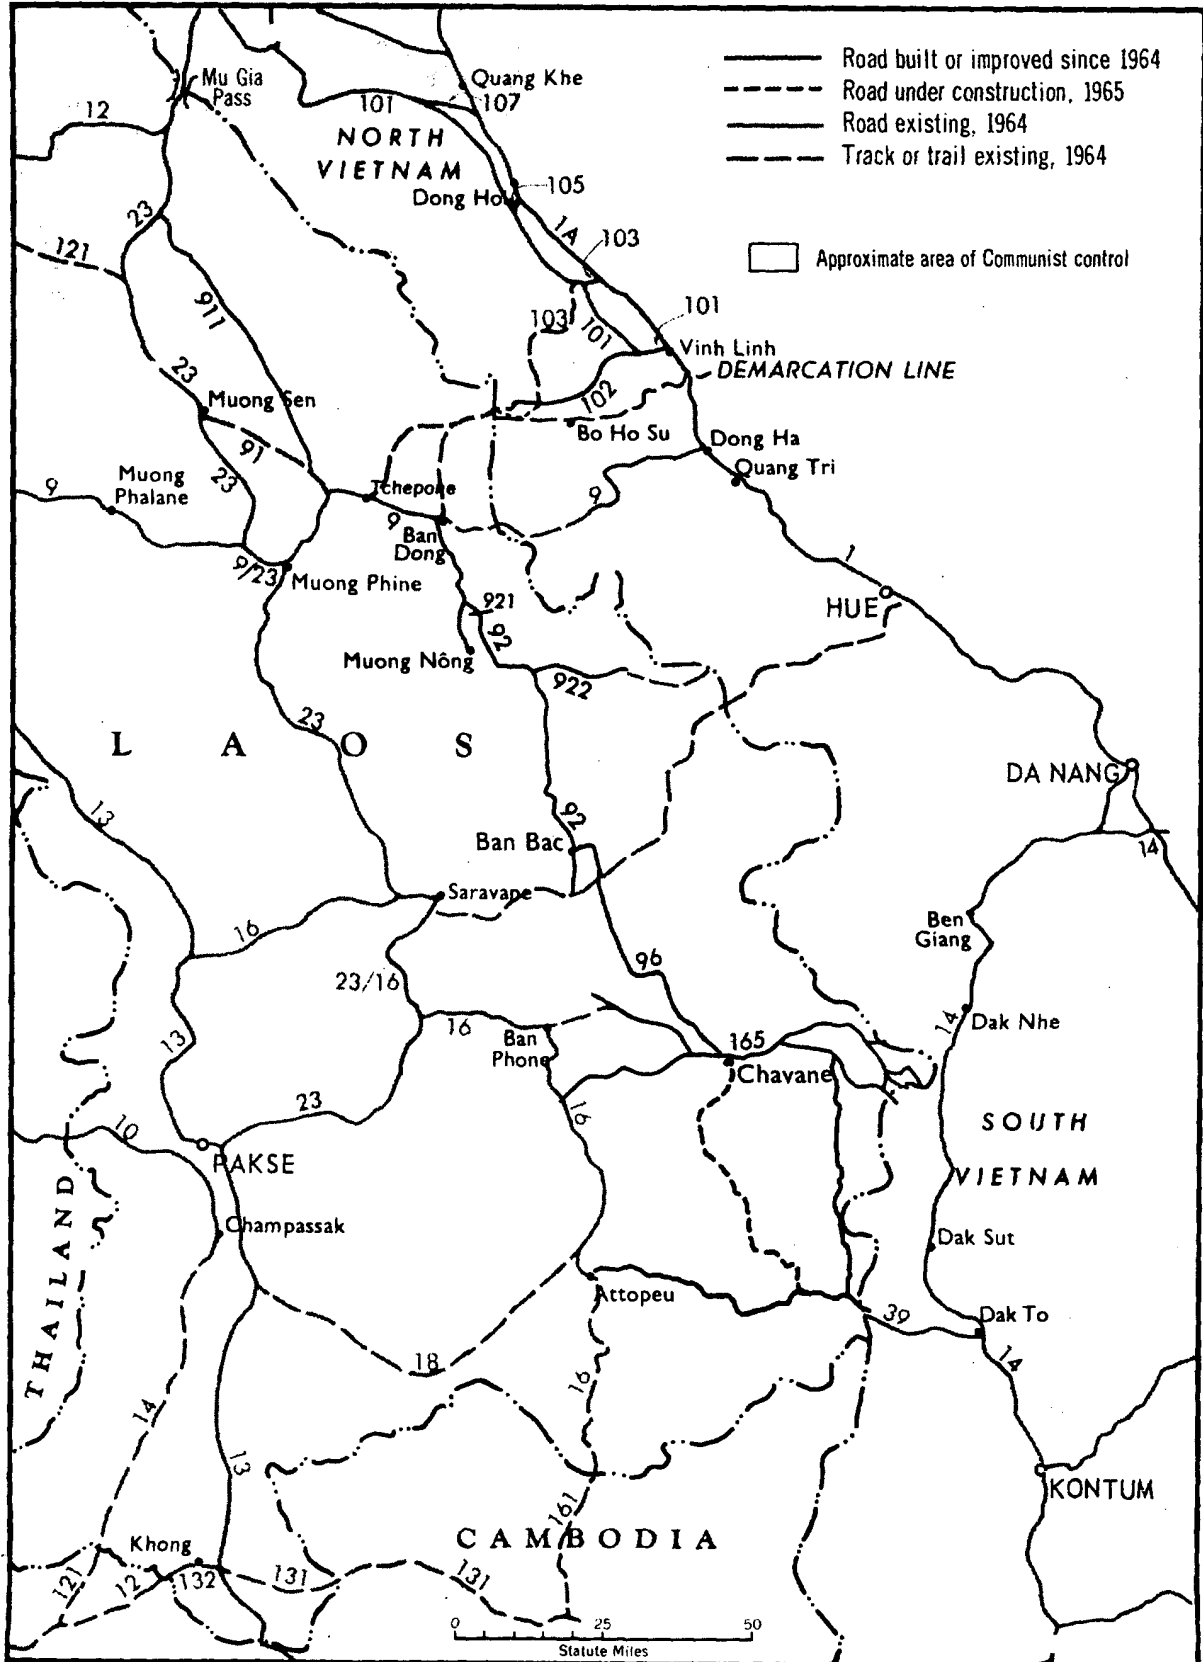 Road built or improved since 1964
Road under construction, 1965
Road existing, 1964
Track or trail existing, 1964
Approximate area of Communist control
Mu Gia
Pass
Quang Khe
101
107
12
NORTH
VIETNAM
105
Dong Hoi
23
1A
103
121
911
103
101
101
Vinh Linh
DEMARCATION LINE
23
102
Muong Sen
Bo Ho Su
Dong Ha
91
Quang Tri
Muong
Phalane
23
9
Tchepone
9
9
Ban
Dong
9/23
Muong Phine
1
HUE
921
92
Muong Nông
922
23
LAOS
DA NANG
13
92
Ban Bac
14
Saravape
16
Ben
Giang
96
23/16
14
Dak Nhe
16
Ban
Phone
165
Chavane
13
23
16
10
SOUTH
VIETNAM
PAKSE
THAILAND
Champassak
Dak Sut
Attopeu
39
Dak To
18
16
14
14
13
KONTUM
161
CAMBODIA
Khong
121
12
132
131
131
0 25 50
Statute Miles